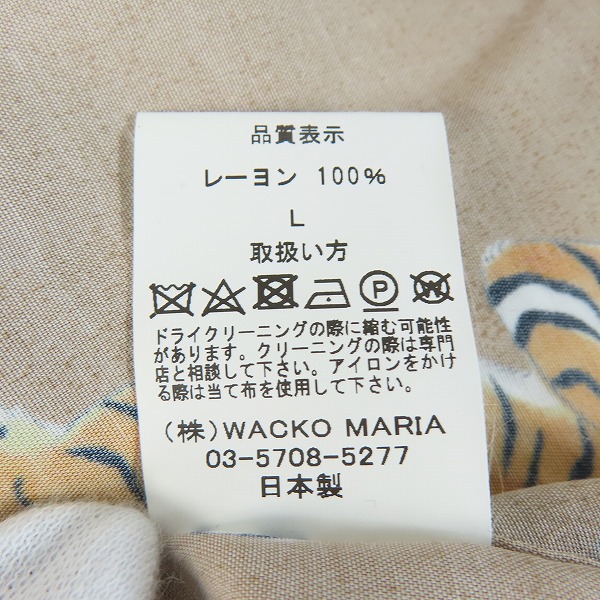 品質表示
レーヨン 100%
L
取扱い方
P W
ドライクリーニングの際に縮む可能性
があります。クリーニングの際は専門
店と相談して下さい。アイロンをかけ
る際は当て布を使用して下さい。
(株)WACKO MARIA
03-5708-5277
日本製